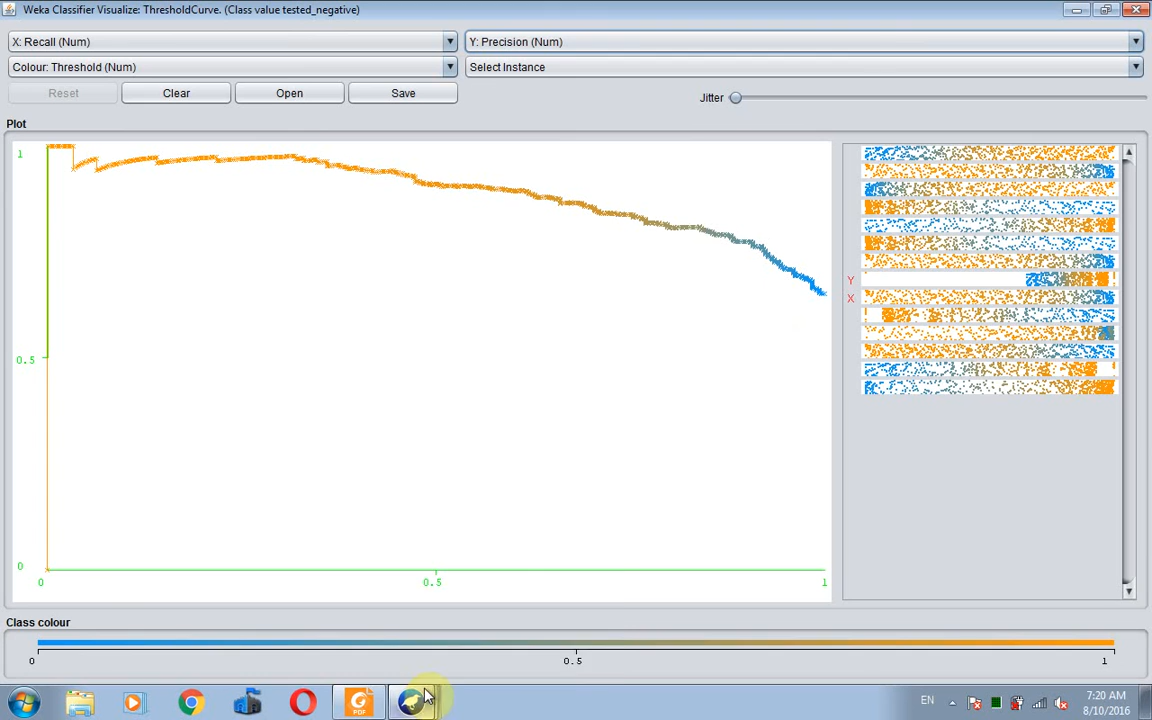 Weka Classifier Visualize: ThresholdCurve. (Class value tested_negative)
X: Recall (Num)
Y: Precision (Num)
Colour: Threshold (Num)
Select Instance
Reset
Clear
Open
Save
Jitter
Plot
1
0.5
0
0
0.5
1
Y
X
Class colour
0
0.5
1
EN
7:20 AM
8/10/2016